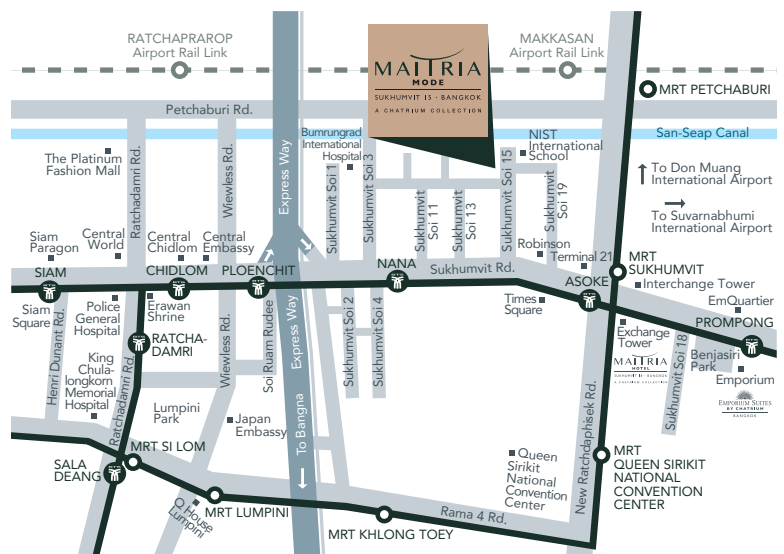 RATCHAPRAROP
Airport Rail Link
MAKKASAN
Airport Rail Link
MAITRIA
MODE
SUKHUMVIT 15 · BANGKOK
A CHATRIUM COLLECTION
MRT PETCHABURI
Petchaburi Rd.
San-Seap Canal
The Platinum
Fashion Mall
Ratchadamri Rd.
Wiewless Rd.
Express Way
Bumrungrad
International
Hospital
Sukhumvit Soi 1
Sukhumvit Soi 3
Sukhumvit
Soi 11
Sukhumvit
Soi 13
Sukhumvit Soi 15
NIST
International
School
Sukhumvit
Soi 19
To Don Muang
International Airport
To Suvarnabhumi
International Airport
Siam
Paragon
Central
World
Central
Chidlom
Central
Embassy
Robinson
Terminal 21
MRT
SUKHUMVIT
SIAM
CHIDLOM
PLOENCHIT
NANA
Sukhumvit Rd.
ASOKE
Interchange Tower
EmQuartier
PROMPONG
Siam
Square
Henri Dunant Rd.
Police
General
Hospital
Erawan
Shrine
RATCHA-
DAMRI
Wiewless Rd.
Soi Ruam Rudee
Express Way
Sukhumvit Soi 2
Sukhumvit Soi 4
Times
Square
Exchange
Tower
MAITRIA
HOTEL
SUKHUMVIT 18 · BANGKOK
A CHATRIUM COLLECTION
Sukhumvit Soi 18
Benjasiri
Park
Emporium
EMPORIUM SUITES
BY CHATRIUM
BANGKOK
King
Chula-
longkorn
Memorial
Hospital
Ratchadamri Rd.
Lumpini
Park
Japan
Embassy
To Bangna
New Ratchdaphisek Rd.
MRT SI LOM
SALA
DEANG
Q House
Lumpini
MRT LUMPINI
MRT KHLONG TOEY
Rama 4 Rd.
Queen
Sirikit
National
Convention
Center
MRT
QUEEN SIRIKIT
NATIONAL
CONVENTION
CENTER